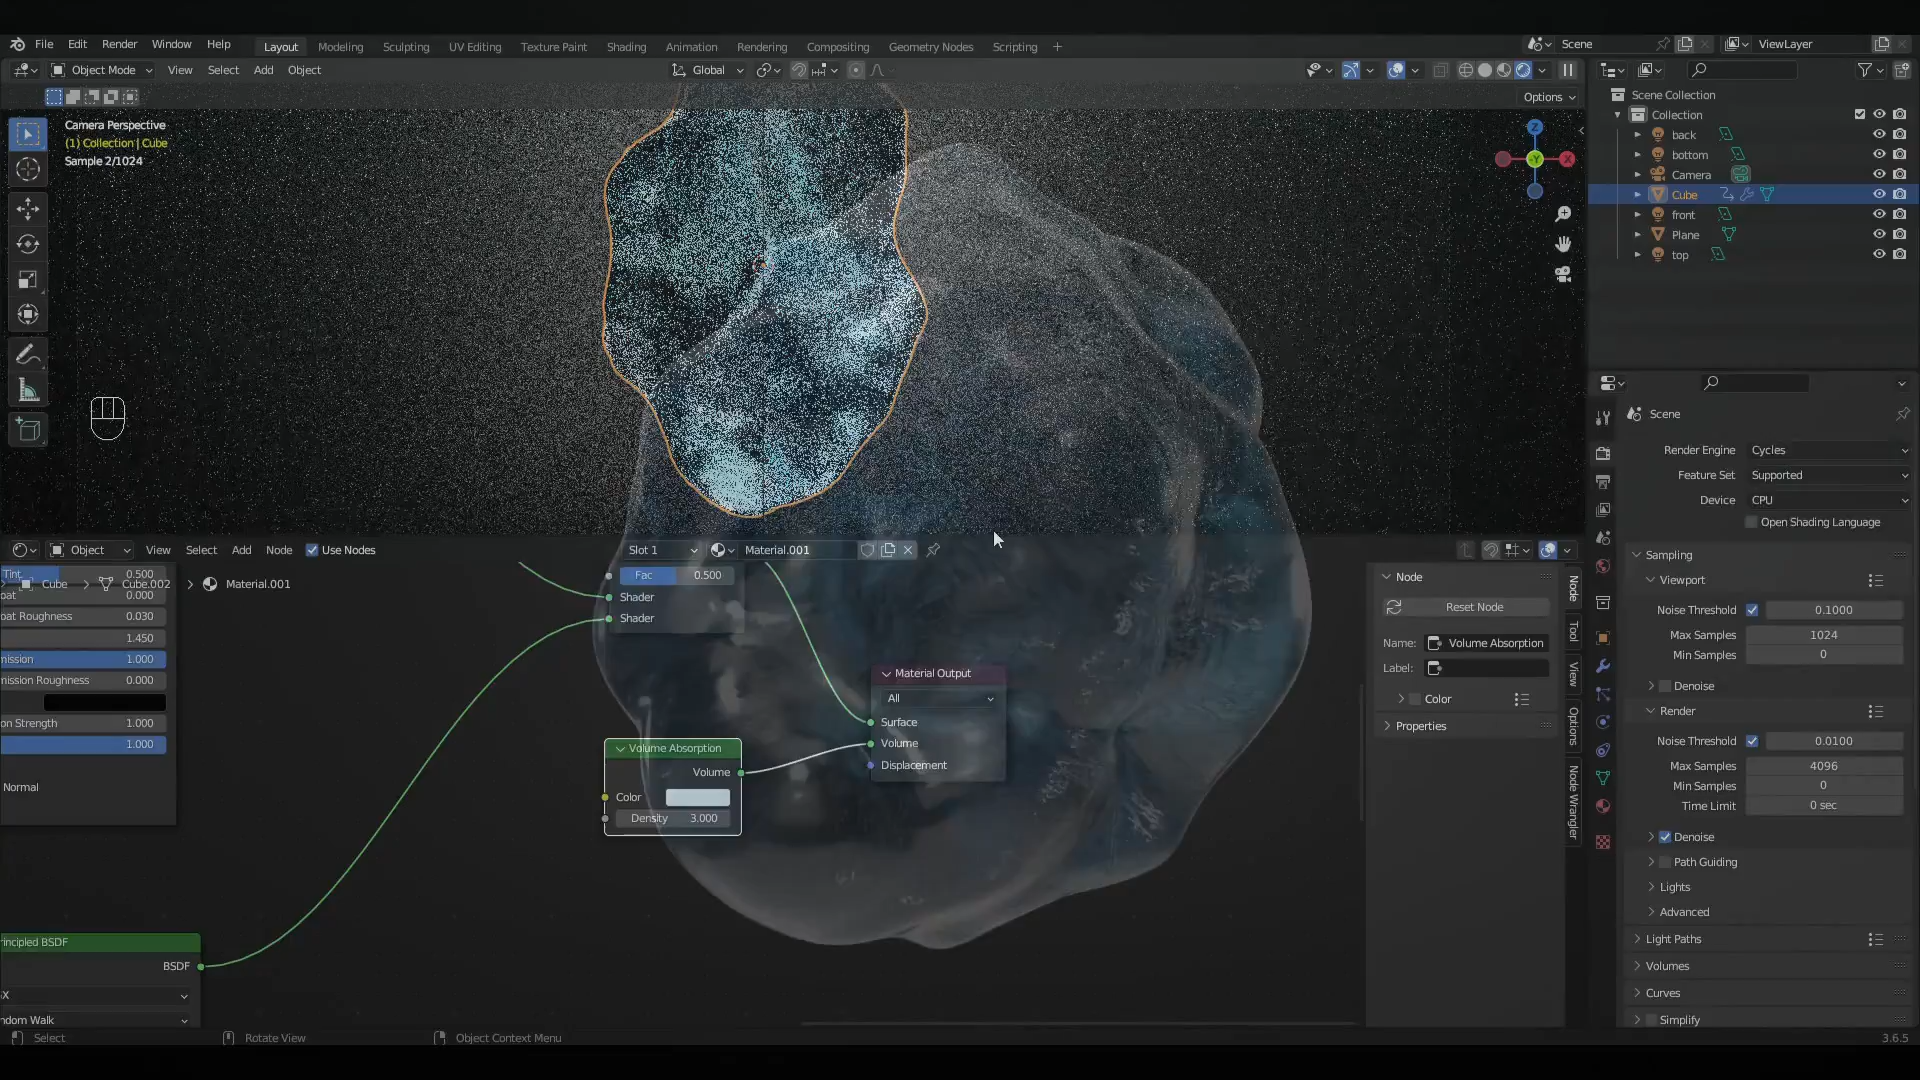 File Edit Render Window Help Layout Modeling Sculpting UV Editing Texture Paint Shading Animation Rendering Compositing Geometry Nodes Scripting + Scene ViewLayer
Object Mode View Select Add Object Global
Options
Camera Perspective
(1) Collection | Cube
Sample 2/1024
Z
Y
X
Scene Collection
Collection
back
bottom
Camera
Cube
front
Plane
top
Scene
Render Engine Cycles
Feature Set Supported
Device CPU
Open Shading Language
Sampling
Viewport
Noise Threshold 0.1000
Max Samples 1024
Min Samples 0
Denoise
Render
Noise Threshold 0.0100
Max Samples 4096
Min Samples 0
Time Limit 0 sec
Denoise
Path Guiding
Lights
Advanced
Light Paths
Volumes
Curves
Simplify
Object View Select Add Node Use Nodes Slot 1 Material.001
Cube Cube.002 Material.001
Tint 0.500
oat 0.000
oat Roughness 0.030
1.450
mission 1.000
mission Roughness 0.000
on Strength 1.000
1.000
Normal
rincipled BSDF
BSDF
GX
ndom Walk
Fac 0.500
Shader
Shader
Material Output
All
Surface
Volume
Displacement
Volume Absorption
Volume
Color
Density 3.000
Node
Reset Node
Name: Volume Absorption
Label:
Color
Properties
Node
Tool
View
Options
Node Wrangler
Select Rotate View Object Context Menu 3.6.5